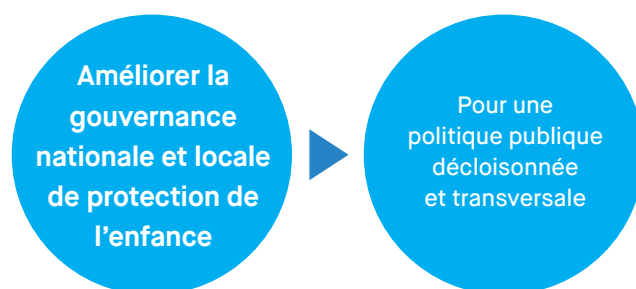 Améliorer la
gouvernance
nationale et locale
de protection de
l'enfance
Pour une
politique publique
décloisonnée
et transversale